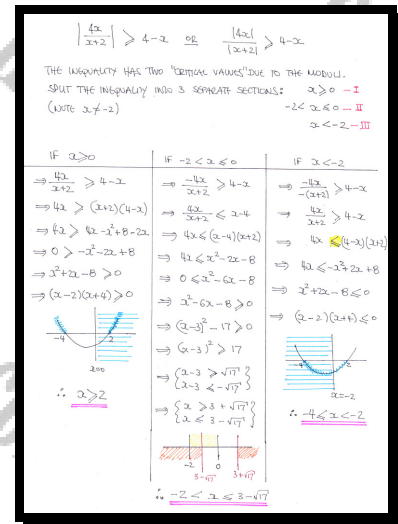 |4x/x+2| ⩾ 4-x OR |4x|/|x+2| ⩾ 4-x
THE INEQUALITY HAS TWO "CRITICAL VALUES" DUE TO THE MODULI.
SPLIT THE INEQUALITY INTO 3 SEPARATE SECTIONS: x⩾0 - I
(NOTE x≠-2) -2< x ⩽0 - II
x<-2 - III
IF x⩾0
⇒ 4x/x+2 ⩾ 4-x
⇒ 4x ⩾ (x+2)(4-x)
⇒ 4x ⩾ 4x-x²+8-2x
⇒ 0 ⩾ -x²-2x+8
⇒ x²+2x-8 ⩾0
⇒ (x-2)(x+4) ⩾0
-4 2
x=0
∴ x⩾2
IF -2< x ⩽0
⇒ -4x/x+2 ⩾ 4-x
⇒ 4x/x+2 ⩽ x-4
⇒ 4x ⩽ (x-4)(x+2)
⇒ 4x ⩽ x²-2x-8
⇒ 0 ⩽ x²-6x-8
⇒ x²-6x-8 ⩾0
⇒ (x-3)²-17 ⩾0
⇒ (x-3)² ⩾ 17
⇒ {x-3 ⩾ √17
x-3 ⩽ -√17}
⇒ {x ⩾ 3+√17
x ⩽ 3-√17}
-2 0
3-√17 3+√17
∴ -2 < x ⩽ 3-√17
IF x<-2
⇒ -4x/-(x+2) ⩾ 4-x
⇒ 4x/x+2 ⩾ 4-x
⇒ 4x ⩽ (4-x)(x+2)
⇒ 4x ⩽ -x²+2x+8
⇒ x²+2x-8 ⩽0
⇒ (x-2)(x+4) ⩽0
-4 2
x=-2
∴ -4⩽x<-2